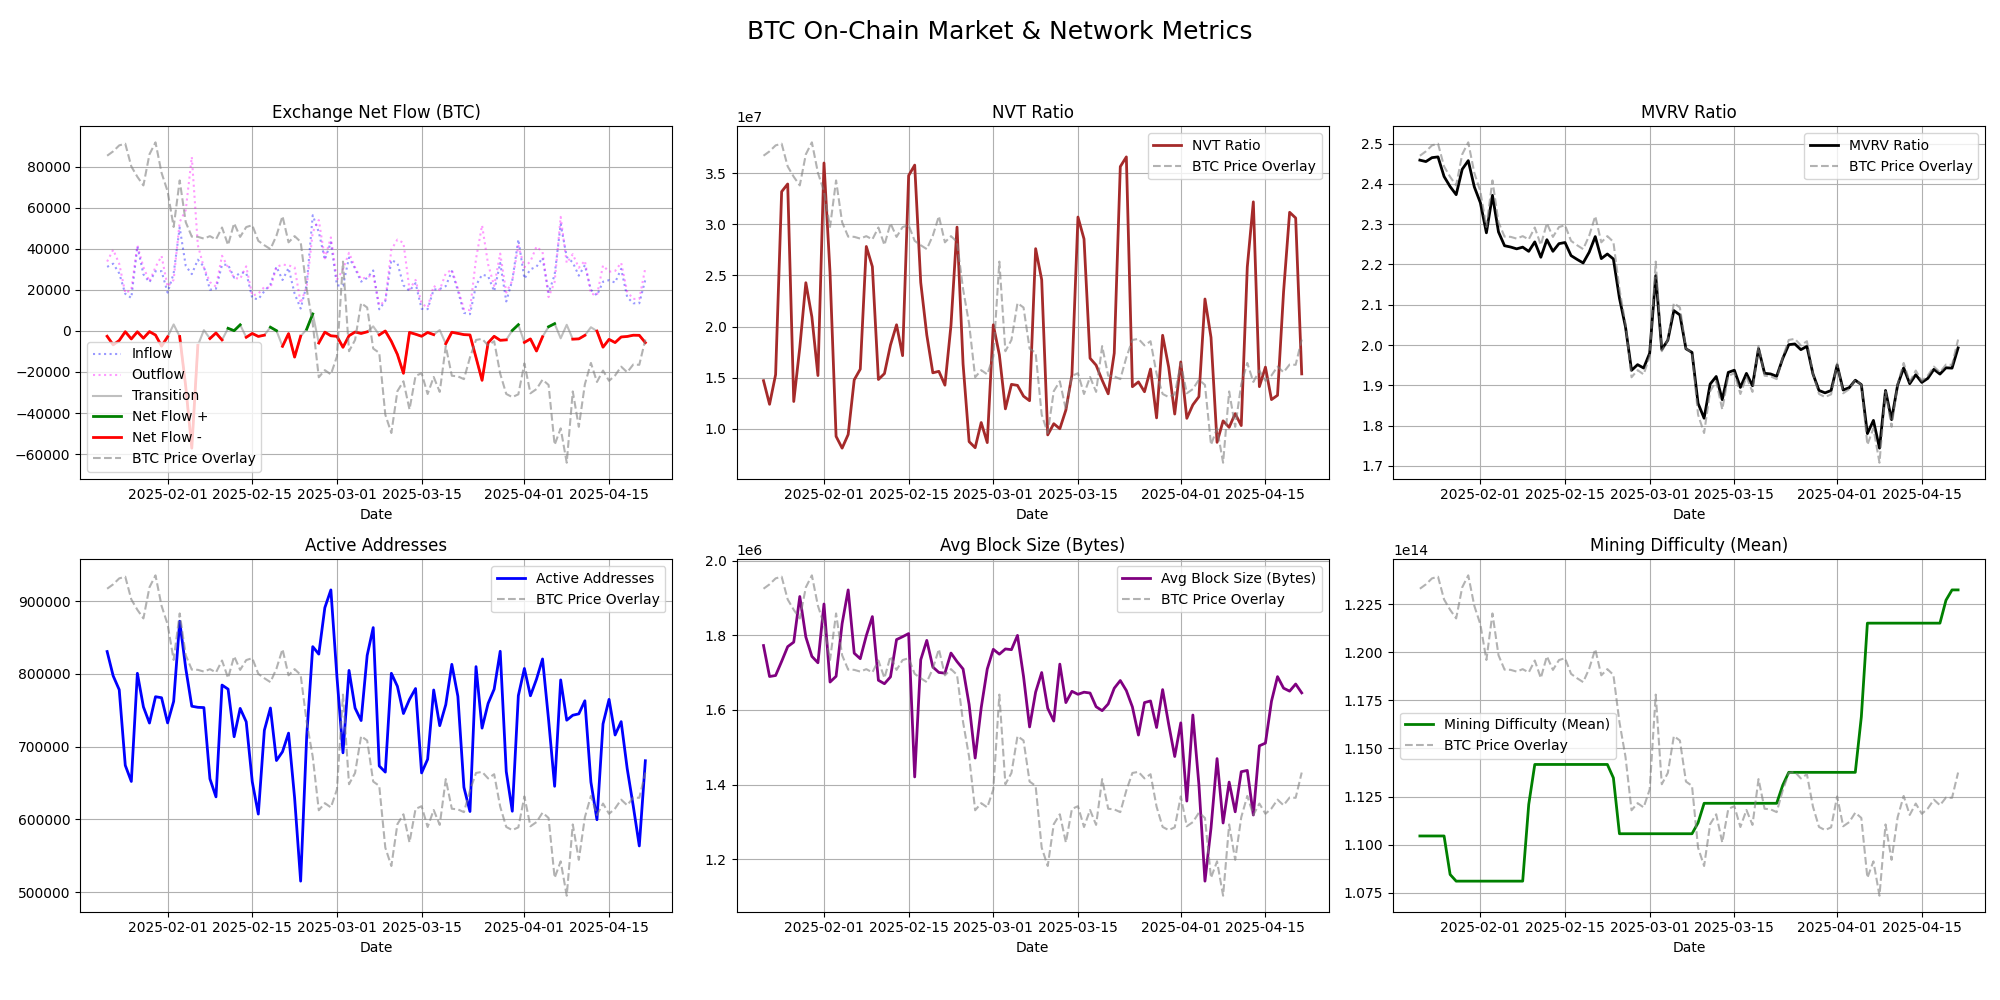 BTC On-Chain Market & Network Metrics
Exchange Net Flow (BTC)
80000
60000
40000
20000
0
−20000
−40000
−60000
Inflow
Outflow
Transition
Net Flow +
Net Flow -
BTC Price Overlay
2025-02-01 2025-02-15 2025-03-01 2025-03-15 2025-04-01 2025-04-15
Date
NVT Ratio
1e7
3.5
3.0
2.5
2.0
1.5
1.0
NVT Ratio
BTC Price Overlay
2025-02-01 2025-02-15 2025-03-01 2025-03-15 2025-04-01 2025-04-15
Date
MVRV Ratio
2.5
2.4
2.3
2.2
2.1
2.0
1.9
1.8
1.7
MVRV Ratio
BTC Price Overlay
2025-02-01 2025-02-15 2025-03-01 2025-03-15 2025-04-01 2025-04-15
Date
Active Addresses
900000
800000
700000
600000
500000
Active Addresses
BTC Price Overlay
2025-02-01 2025-02-15 2025-03-01 2025-03-15 2025-04-01 2025-04-15
Date
Avg Block Size (Bytes)
1e6
2.0
1.8
1.6
1.4
1.2
Avg Block Size (Bytes)
BTC Price Overlay
2025-02-01 2025-02-15 2025-03-01 2025-03-15 2025-04-01 2025-04-15
Date
Mining Difficulty (Mean)
1e14
1.225
1.200
1.175
1.150
1.125
1.100
1.075
Mining Difficulty (Mean)
BTC Price Overlay
2025-02-01 2025-02-15 2025-03-01 2025-03-15 2025-04-01 2025-04-15
Date